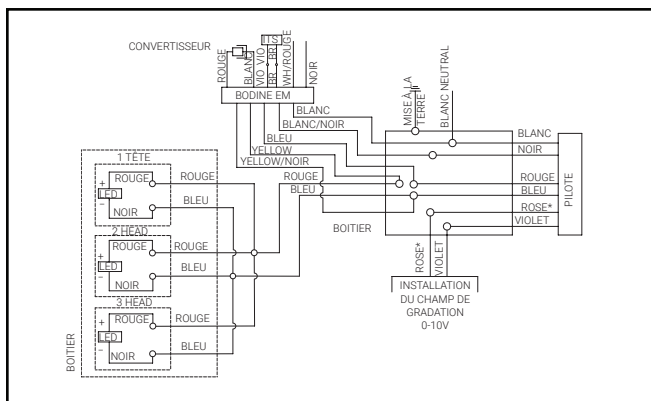 CONVERTISSEUR
ROUGE
BLANC
VIO VIO
ITS
BR BR
WH/ROUGE
NOIR
BODINE EM
BLANC
BLANC/NOIR
BLEU
YELLOW
YELLOW/NOIR
MISE À LA
TERRE
BLANC NEUTRAL
BLANC
NOIR
ROUGE
BLEU
ROSE*
VIOLET
PILOTE
ROUGE
BLEU
BOITIER
ROSE*
VIOLET
INSTALLATION
DU CHAMP DE
GRADATION
0-10V
1 TÊTE
+
ROUGE
LED
–
NOIR
ROUGE
BLEU
2 HEAD
+
ROUGE
LED
–
NOIR
ROUGE
BLEU
3 HEAD
+
ROUGE
LED
–
NOIR
ROUGE
BLEU
BOITIER